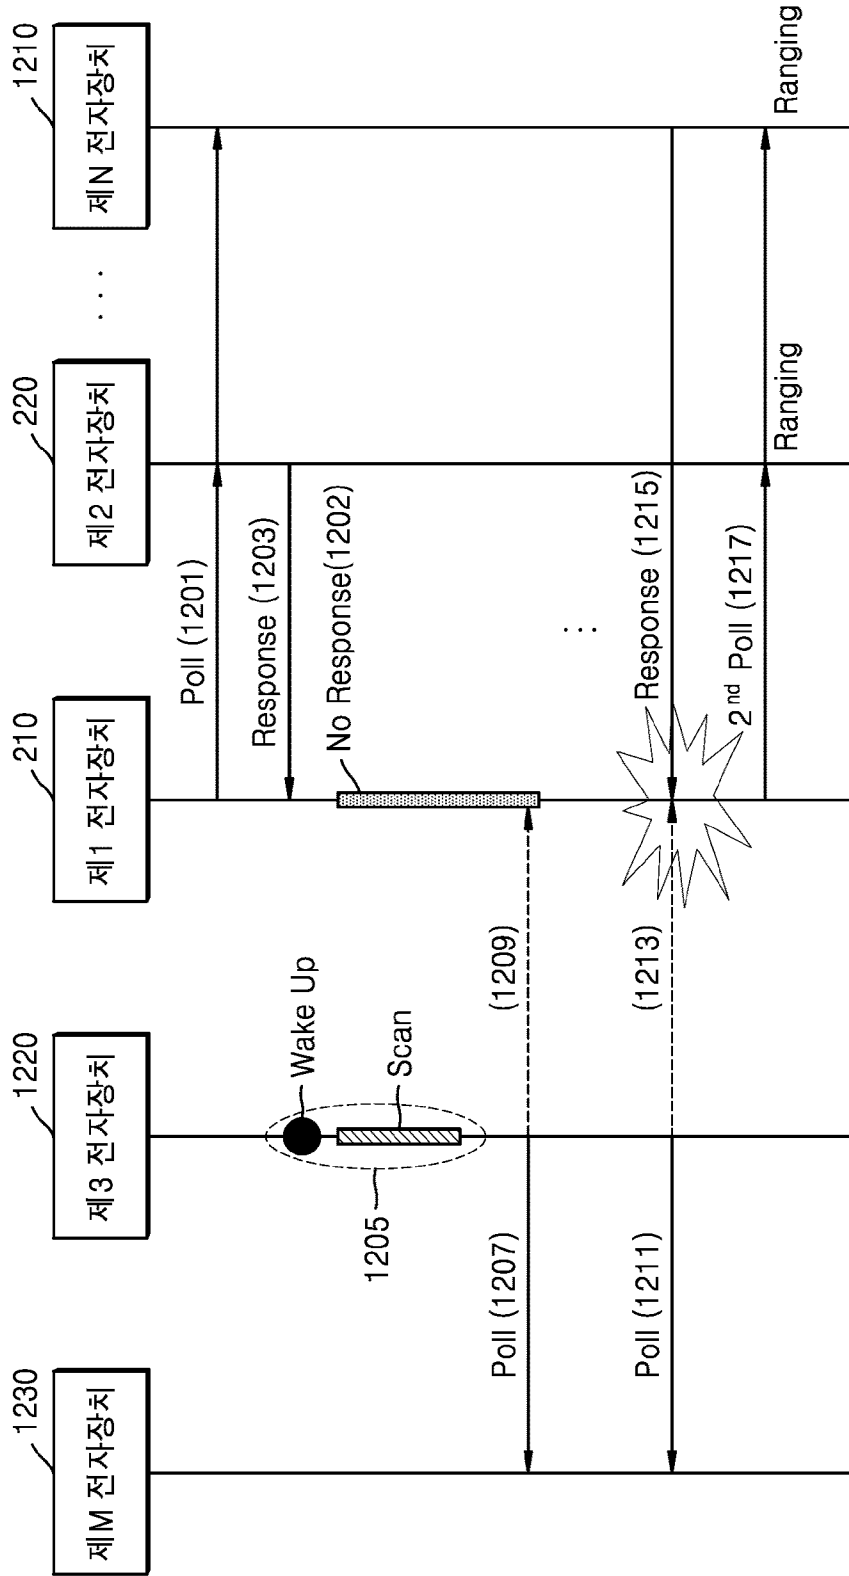 1230
제M 전자장치
1220
제3 전자장치
210
제1 전자장치
220
제2 전자장치
...
1210
제N 전자장치
Poll (1201)
Response (1203)
Wake Up
No Response(1202)
Scan
1205
Poll (1207)
(1209)
...
Poll (1211)
(1213)
Response (1215)
2nd Poll (1217)
Ranging
Ranging